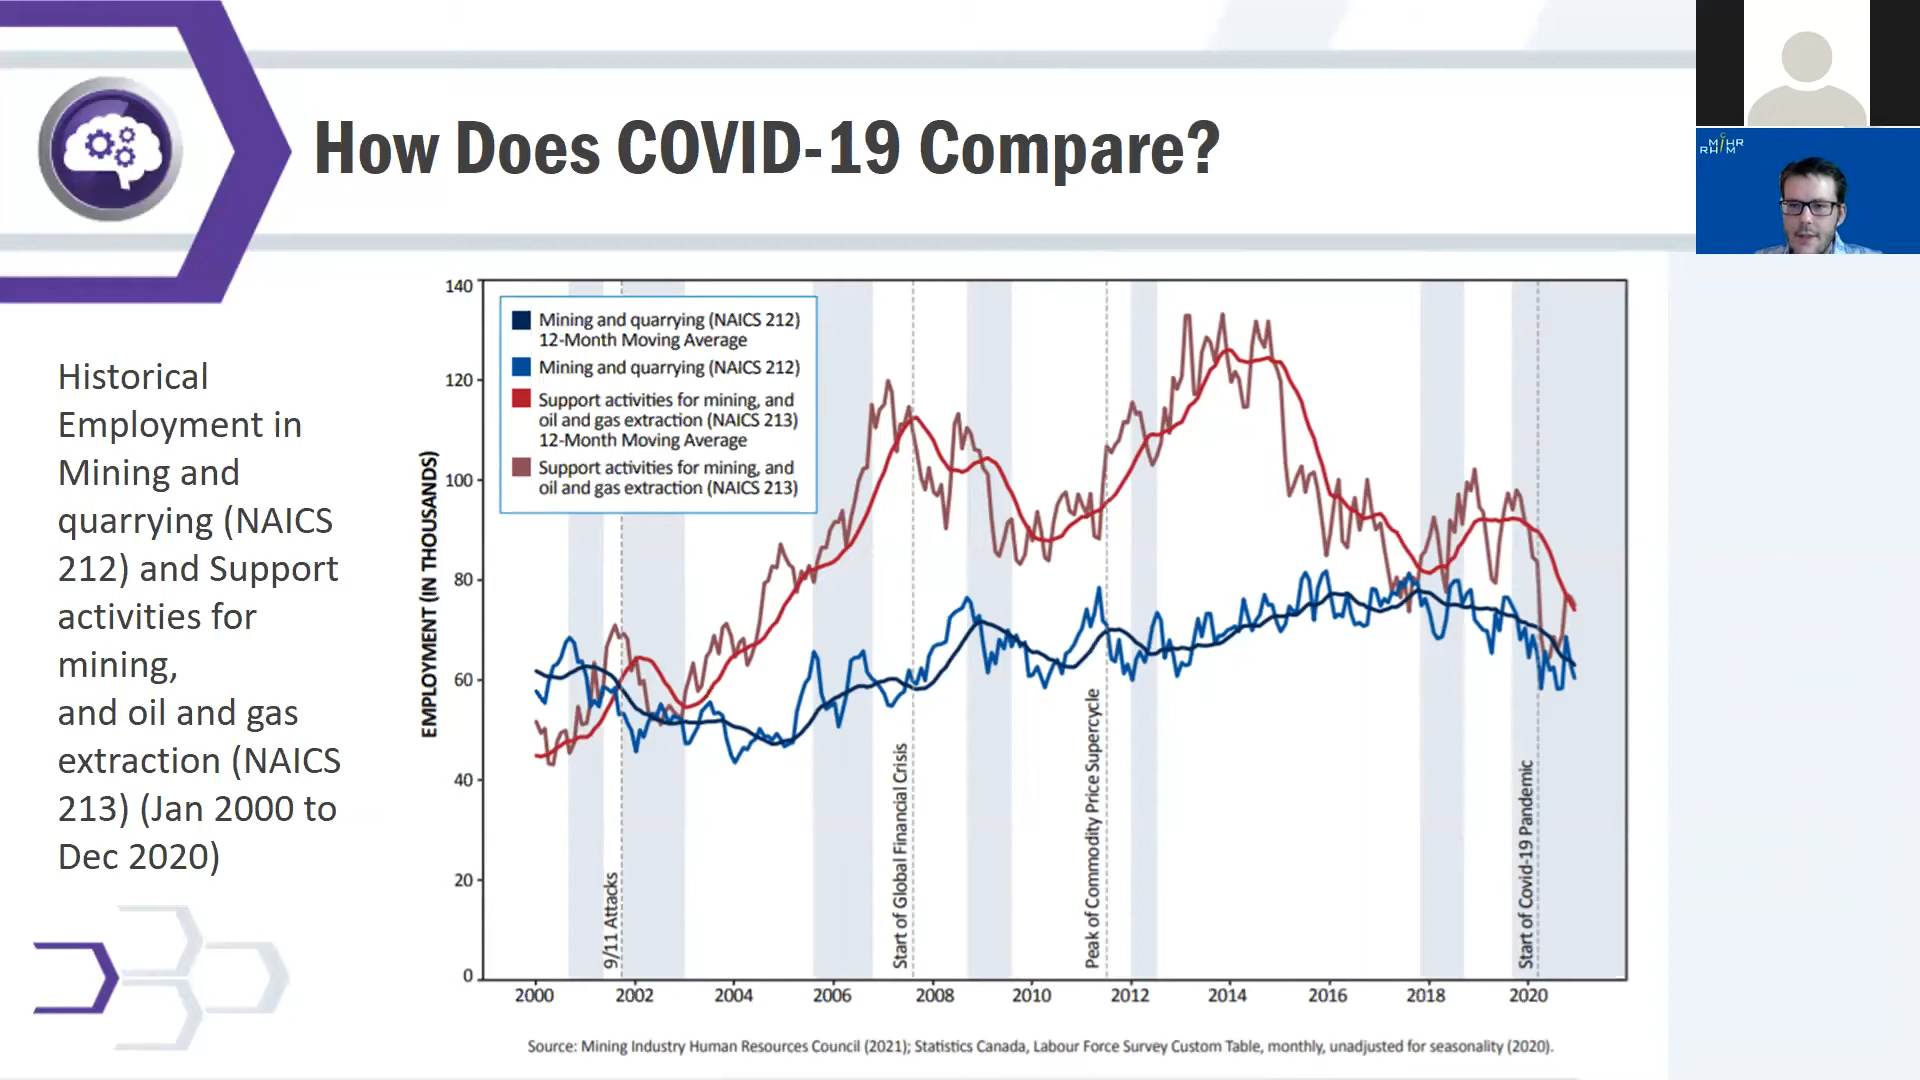 How Does COVID-19 Compare?
M/HR
RH/M
Historical
Employment in
Mining and
quarrying (NAICS
212) and Support
activities for
mining,
and oil and gas
extraction (NAICS
213) (Jan 2000 to
Dec 2020)
EMPLOYMENT (IN THOUSANDS)
140
120
100
80
60
40
20
0
Mining and quarrying (NAICS 212)
12-Month Moving Average
Mining and quarrying (NAICS 212)
Support activities for mining, and
oil and gas extraction (NAICS 213)
12-Month Moving Average
Support activities for mining, and
oil and gas extraction (NAICS 213)
9/11 Attacks
Start of Global Financial Crisis
Peak of Commodity Price Supercycle
Start of Covid-19 Pandemic
2000 2002 2004 2006 2008 2010 2012 2014 2016 2018 2020
Source: Mining Industry Human Resources Council (2021); Statistics Canada, Labour Force Survey Custom Table, monthly, unadjusted for seasonality (2020).